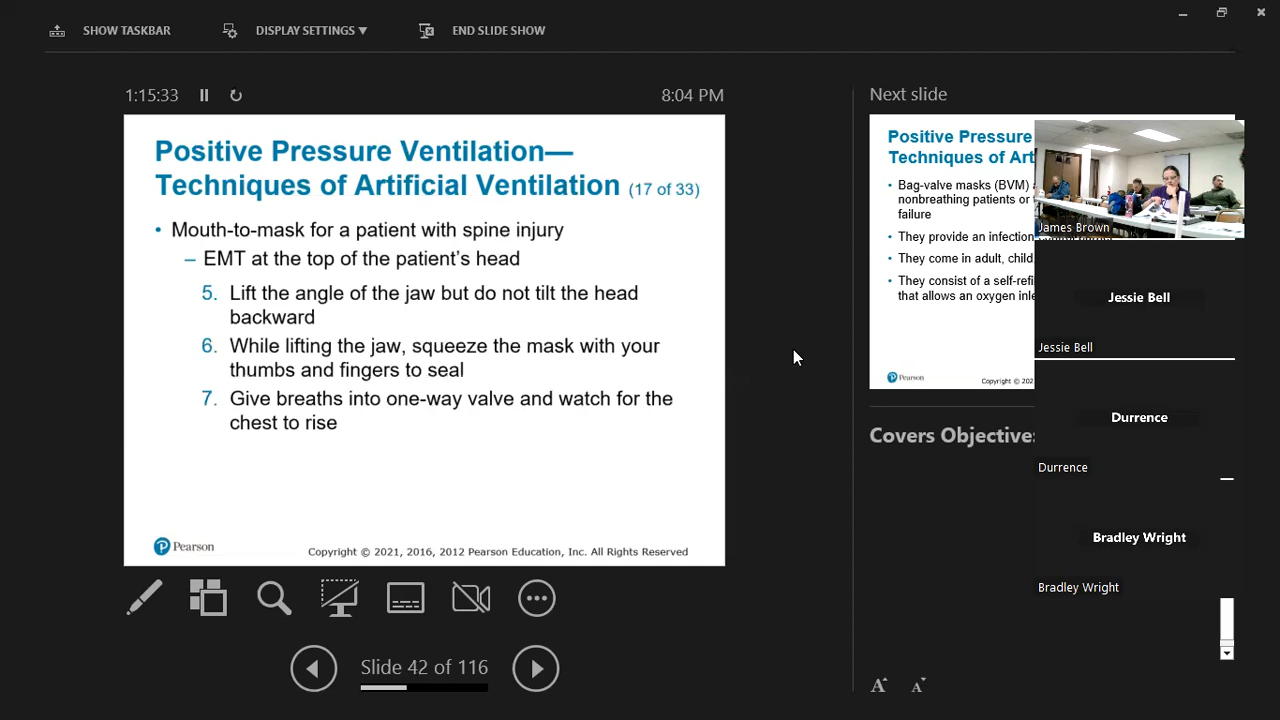 SHOW TASKBAR
DISPLAY SETTINGS ▾
END SLIDE SHOW
1:15:33
8:04 PM
Positive Pressure Ventilation—
Techniques of Artificial Ventilation (17 of 33)
• Mouth-to-mask for a patient with spine injury
– EMT at the top of the patient's head
5. Lift the angle of the jaw but do not tilt the head
backward
6. While lifting the jaw, squeeze the mask with your
thumbs and fingers to seal
7. Give breaths into one-way valve and watch for the
chest to rise
Pearson
Copyright © 2021, 2016, 2012 Pearson Education, Inc. All Rights Reserved
Slide 42 of 116
Next slide
Positive Pressure
Techniques of Art
• Bag-valve masks (BVM)
nonbreathing patients or
failure
• They provide an infection
• They come in adult, child
• They consist of a self-refi
that allows an oxygen inle
Pearson
Copyright © 202
Covers Objective
James Brown
Jessie Bell
Jessie Bell
Durrence
Durrence
Bradley Wright
Bradley Wright
A A